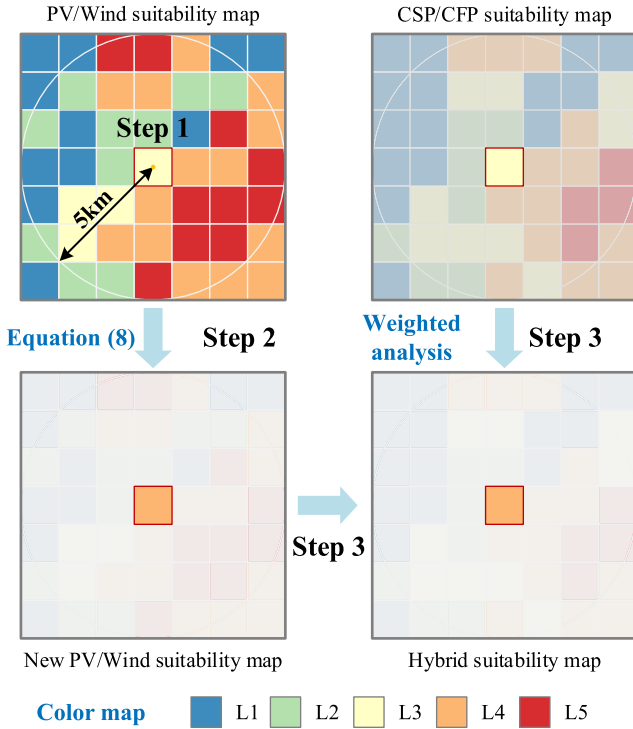 PV/Wind suitability map
CSP/CFP suitability map
Step 1
5km
Equation (8)
Step 2
Weighted
analysis
Step 3
Step 3
New PV/Wind suitability map
Hybrid suitability map
Color map
L1
L2
L3
L4
L5